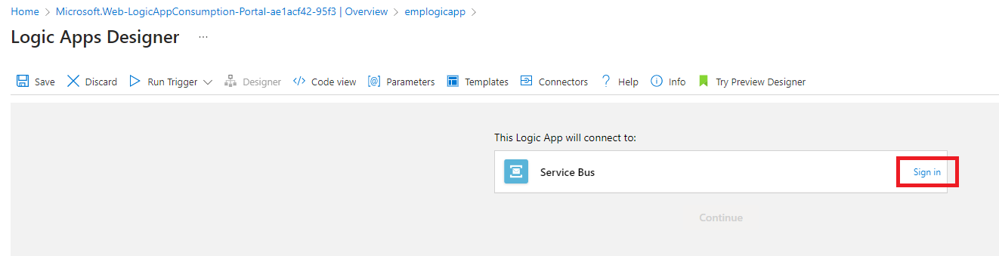 Home > Microsoft.Web-LogicAppConsumption-Portal-ae1acf42-95f3 | Overview > emplogicapp >
Logic Apps Designer ...
Save Discard Run Trigger Designer </> Code view [@] Parameters Templates Connectors ? Help Info Try Preview Designer
This Logic App will connect to:
Service Bus Sign in
Continue